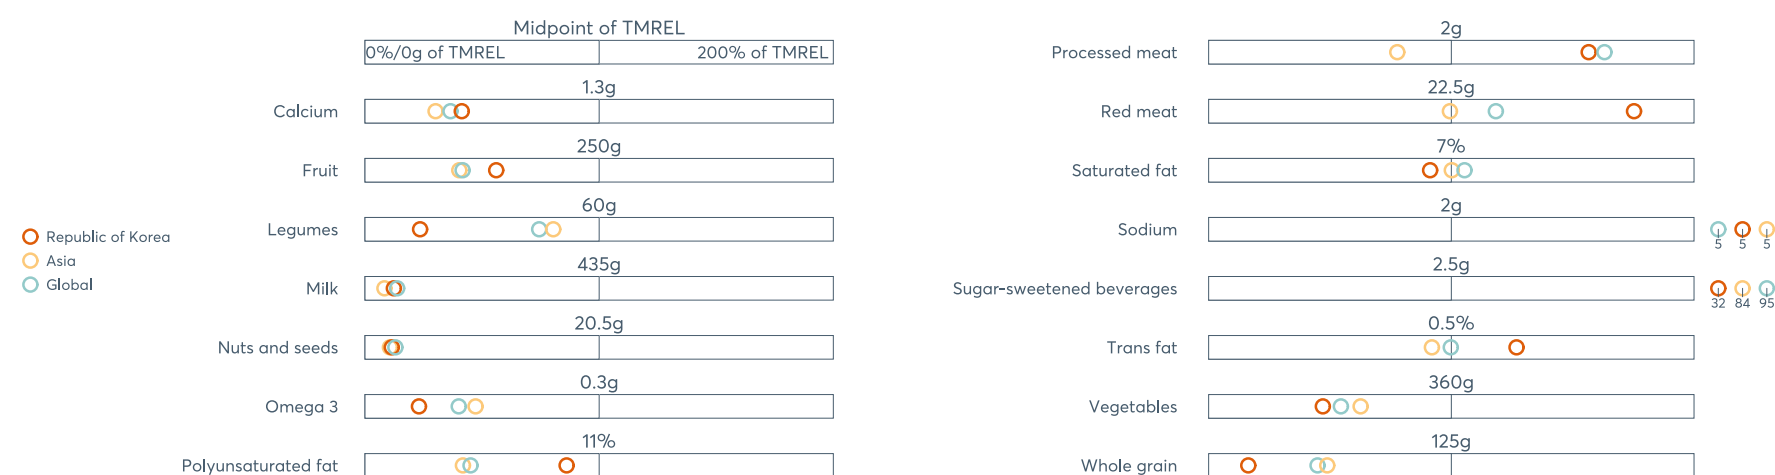 Midpoint of TMREL
0%/0g of TMREL 200% of TMREL
1.3g
Calcium
250g
Fruit
60g
Legumes
435g
Milk
20.5g
Nuts and seeds
0.3g
Omega 3
11%
Polyunsaturated fat
Republic of Korea
Asia
Global
2g
Processed meat
22.5g
Red meat
7%
Saturated fat
2g
Sodium
5 5 5
2.5g
Sugar-sweetened beverages
32 84 95
0.5%
Trans fat
360g
Vegetables
125g
Whole grain